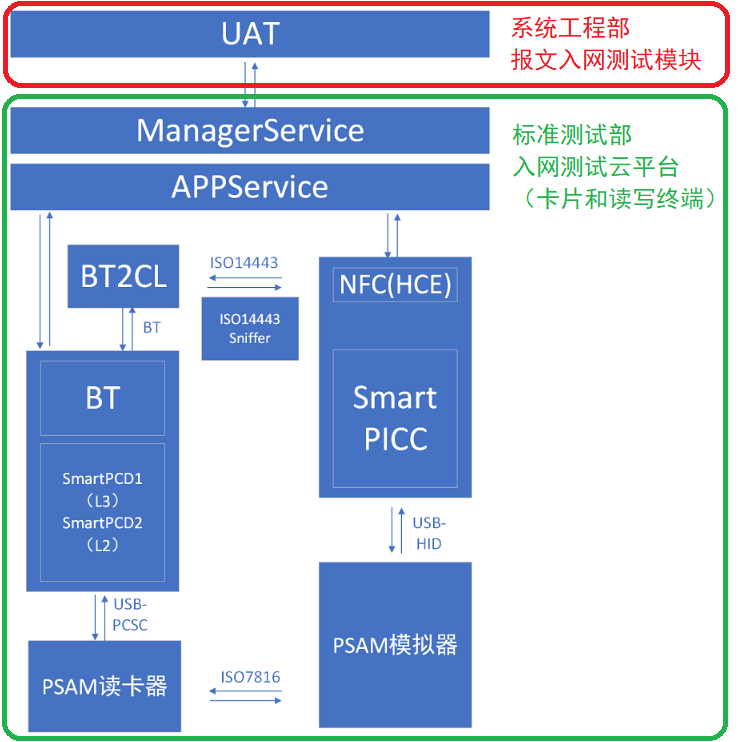 UAT
系统工程部
报文入网测试模块
ManagerService
标准测试部
入网测试云平台
（卡片和读写终端）
APPService
BT2CL
ISO14443
NFC(HCE)
ISO14443
Sniffer
BT
BT
Smart
PICC
SmartPCD1
（L3）
SmartPCD2
（L2）
USB-
HID
USB-
PCSC
PSAM读卡器
ISO7816
PSAM模拟器